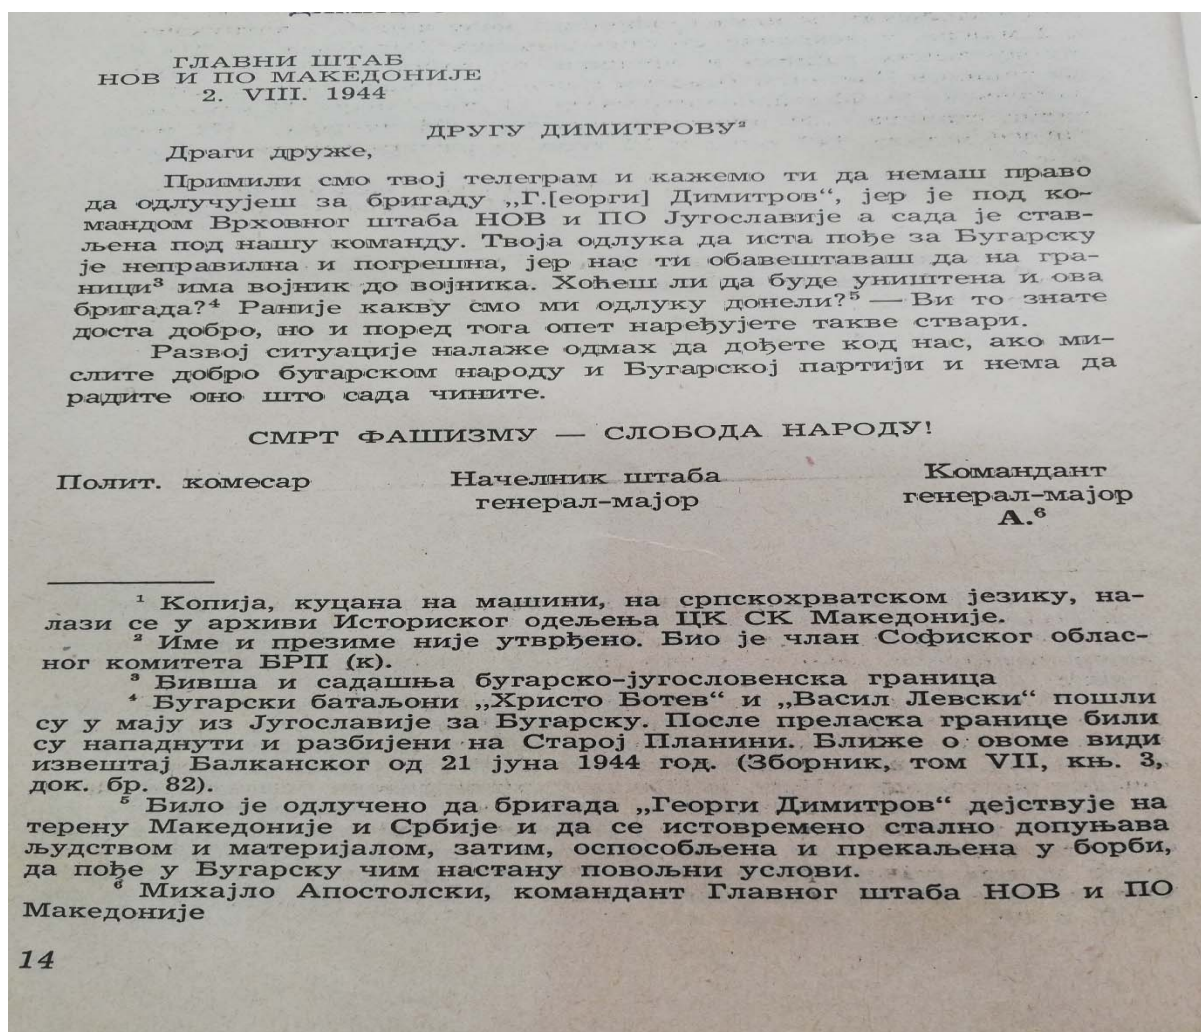 ГЛАВНИ ШТАБ
НОВ И ПО МАКЕДОНИЈЕ
2. VIII. 1944
ДРУГУ ДИМИТРОВУ²
Драги друже,
Примили смо твој телеграм и кажемо ти да немаш право
да одлучујеш за бригаду „Г.[еорги] Димитров“, јер је под ко-
мандом Врховног штаба НОВ и ПО Југославије а сада је став-
љена под нашу команду. Твоја одлука да иста пође за Бугарску
је неправилна и погрешна, јер нас ти обавештаваш да на гра-
ници³ има војник до војника. Хоћеш ли да буде уништена и ова
бригада?⁴ Раније какву смо ми одлуку донели?⁵ — Ви то знате
доста добро, но и поред тога опет наређујете такве ствари.
Развој ситуације налаже одмах да дођете код нас, ако ми-
слите добро бугарском народу и Бугарској партији и нема да
радите оно што сада чините.
СМРТ ФАШИЗМУ — СЛОБОДА НАРОДУ!
Полит. комесар
Начелник штаба
генерал-мајор
Командант
генерал-мајор
А.⁶
¹ Копија, куцана на машини, на српскохрватском језику, на-
лази се у архиви Историског одељења ЦК СК Македоније.
² Име и презиме није утврђено. Био је члан Софиског облас-
ног комитета БРП (к).
³ Бивша и садашња бугарско-југословенска граница
⁴ Бугарски батаљони „Христо Ботев“ и „Васил Левски“ пошли
су у мају из Југославије за Бугарску. После преласка границе били
су нападнути и разбијени на Старој Планини. Ближе о овоме види
извештај Балканског од 21 јуна 1944 год. (Зборник, том VII, књ. 3,
док. бр. 82).
⁵ Било је одлучено да бригада „Георги Димитров“ дејствује на
терену Македоније и Србије и да се истовремено стално допуњава
људством и материјалом, затим, оспособљена и прекаљена у борби,
да пође у Бугарску чим настану повољни услови.
⁶ Михајло Апостолски, командант Главног штаба НОВ и ПО
Македоније
14